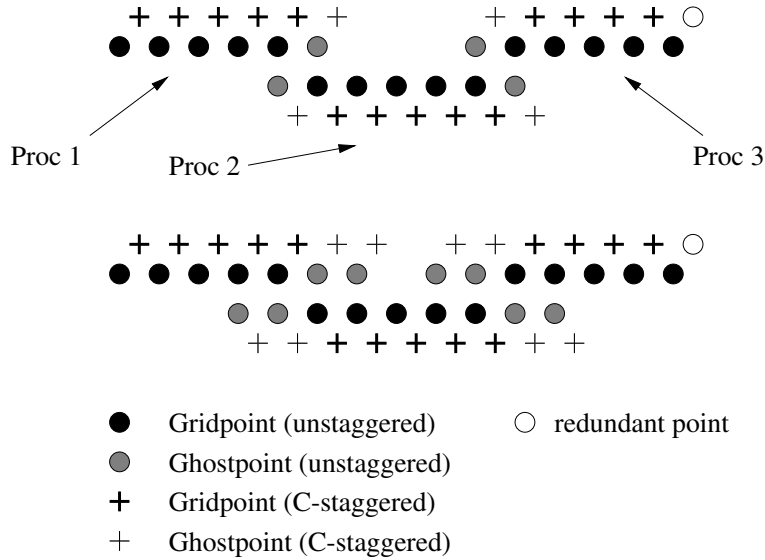 Proc 1
Proc 2
Proc 3
Gridpoint (unstaggered)
redundant point
Ghostpoint (unstaggered)
Gridpoint (C-staggered)
Ghostpoint (C-staggered)